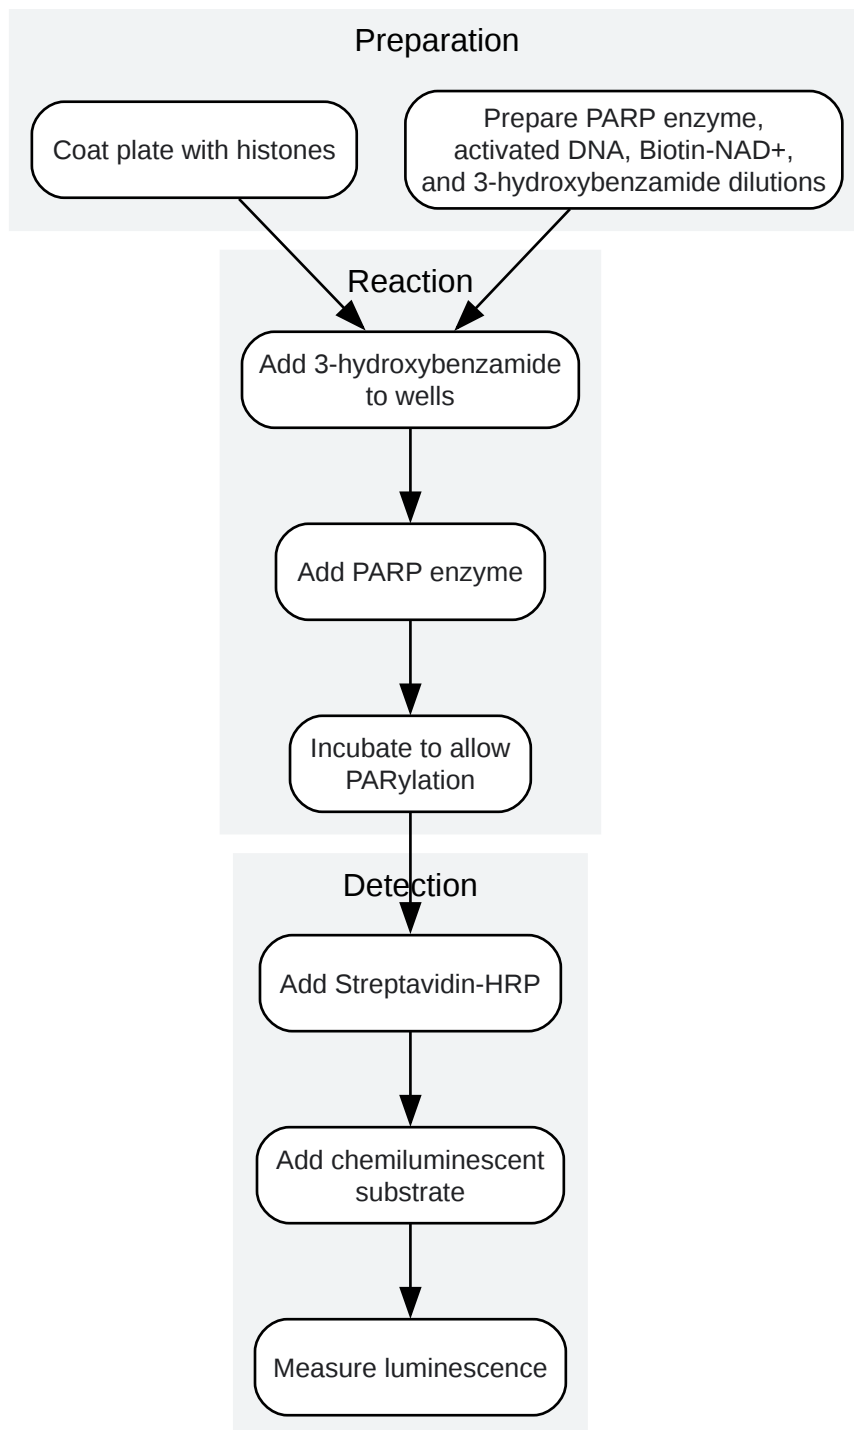 Preparation
Coat plate with histones
Prepare PARP enzyme,
activated DNA, Biotin-NAD+,
and 3-hydroxybenzamide dilutions
Reaction
Add 3-hydroxybenzamide
to wells
Add PARP enzyme
Incubate to allow
PARylation
Detection
Add Streptavidin-HRP
Add chemiluminescent
substrate
Measure luminescence